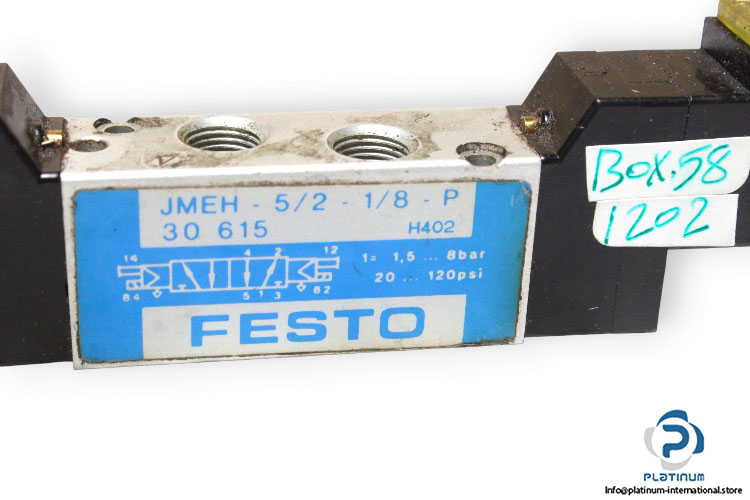 JMEH - 5/2 - 1/8 - P
30 615 H402
14 4 2 12
84 5 1 3 82
1= 1,5 ... 8bar
20 ... 120psi
FESTO
BOX.58
1202
PLATINUM
Info@platinum-international.store